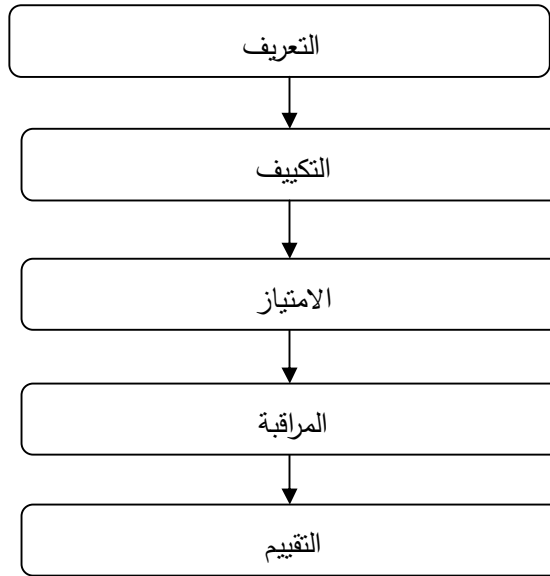 التعريف
التكييف
الامتياز
المراقبة
التقييم